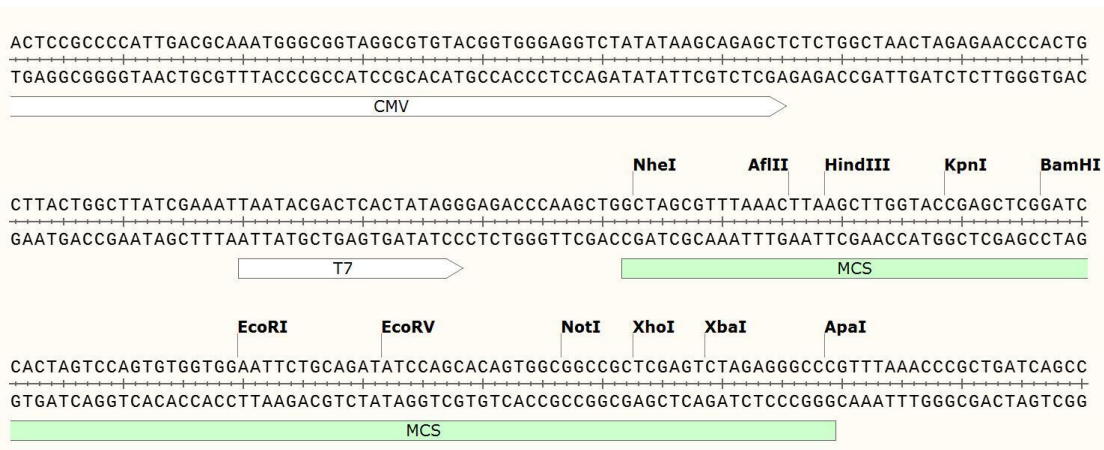 ACTCCGCCCCATTGACGCAAATGGGCGGTAGGCGTGTACGGTGGGAGGTCTATATAAGCAGAGCTCTCTGGCTAACTAGAGAACCCACTG
TGAGGCGGGGTAACTGCGTTTACCCGCCATCCGCACATGCCACCCTCCAGATATATTCGTCTCGAGAGACCGATTGATCTCTTGGGTGAC
CMV
NheI AflII HindIII KpnI BamHI
CTTACTGGCTTATCGAAATTAATACGACTCACTATAGGGAGACCCAAGCTGGCTAGCGTTTAAACTTAAGCTTGGTACCGAGCTCGGATC
GAATGACCGAATAGCTTTAATTATGCTGAGTGATATCCCTCTGGGTTCGACCGATCGCAAATTTGAATTCGAACCATGGCTCGAGCCTAG
T7 MCS
EcoRI EcoRV NotI XhoI XbaI ApaI
CACTAGTCCAGTGTGGTGGAATTCTGCAGATATCCAGCACAGTGGCGGCCGCTCGAGTCTAGAGGGCCCGTTTAAACCCGCTGATCAGCC
GTGATCAGGTCACACCACCTTAAGACGTCTATAGGTCGTGTCACCGCCGGCGAGCTCAGATCTCCCGGGCAAATTTGGGCGACTAGTCGG
MCS